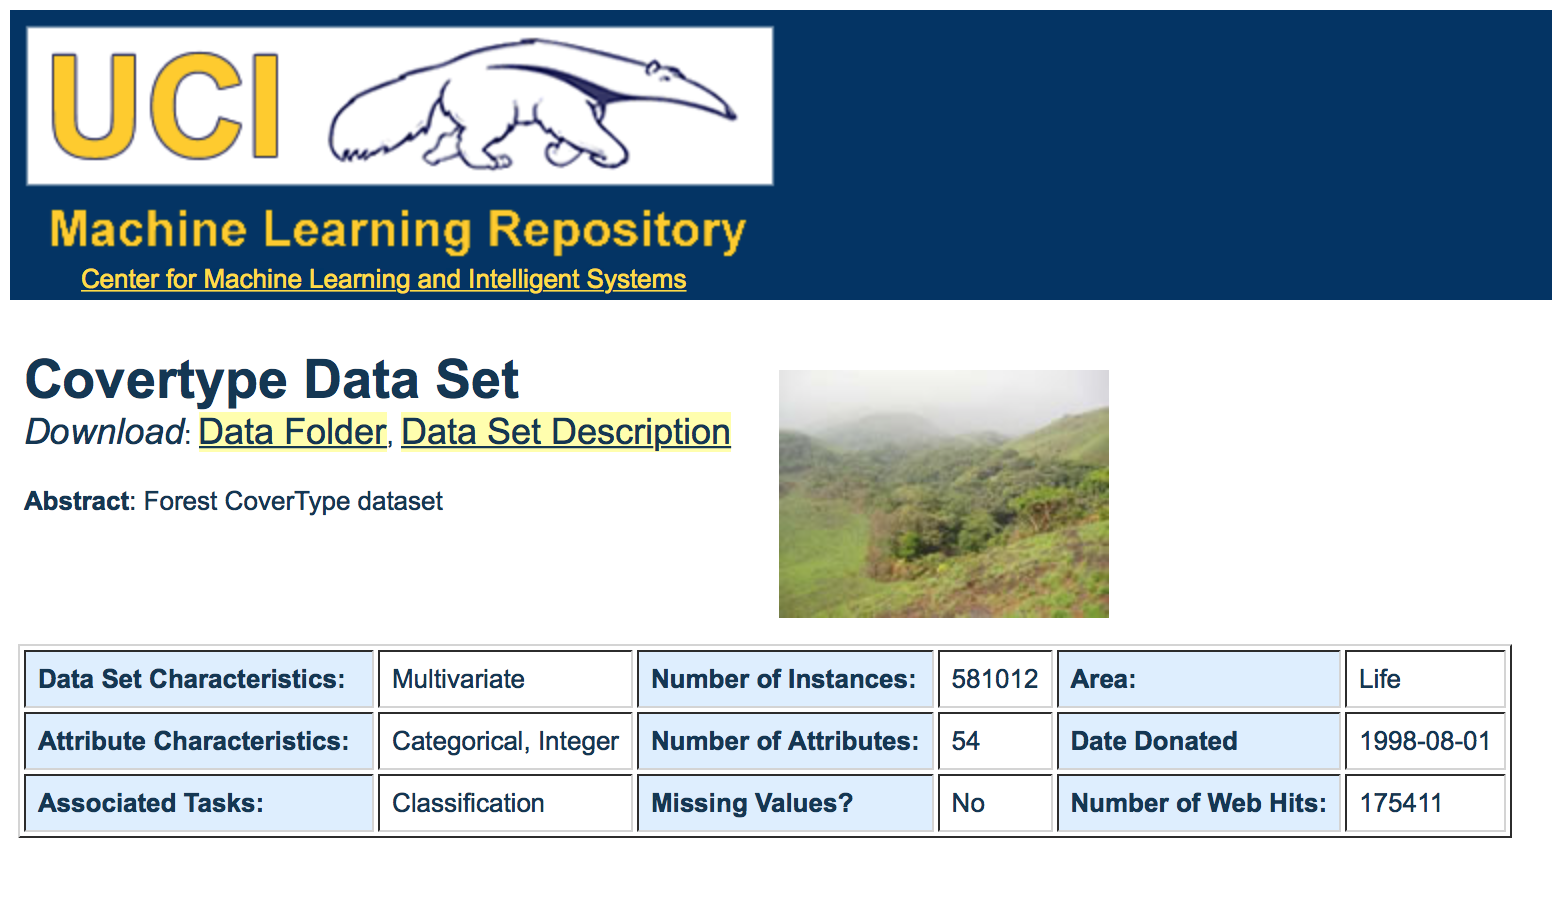 UCI
Machine Learning Repository
Center for Machine Learning and Intelligent Systems
Covertype Data Set
Download: Data Folder, Data Set Description
Abstract: Forest CoverType dataset
Data Set Characteristics: Multivariate Number of Instances: 581012 Area: Life
Attribute Characteristics: Categorical, Integer Number of Attributes: 54 Date Donated 1998-08-01
Associated Tasks: Classification Missing Values? No Number of Web Hits: 175411